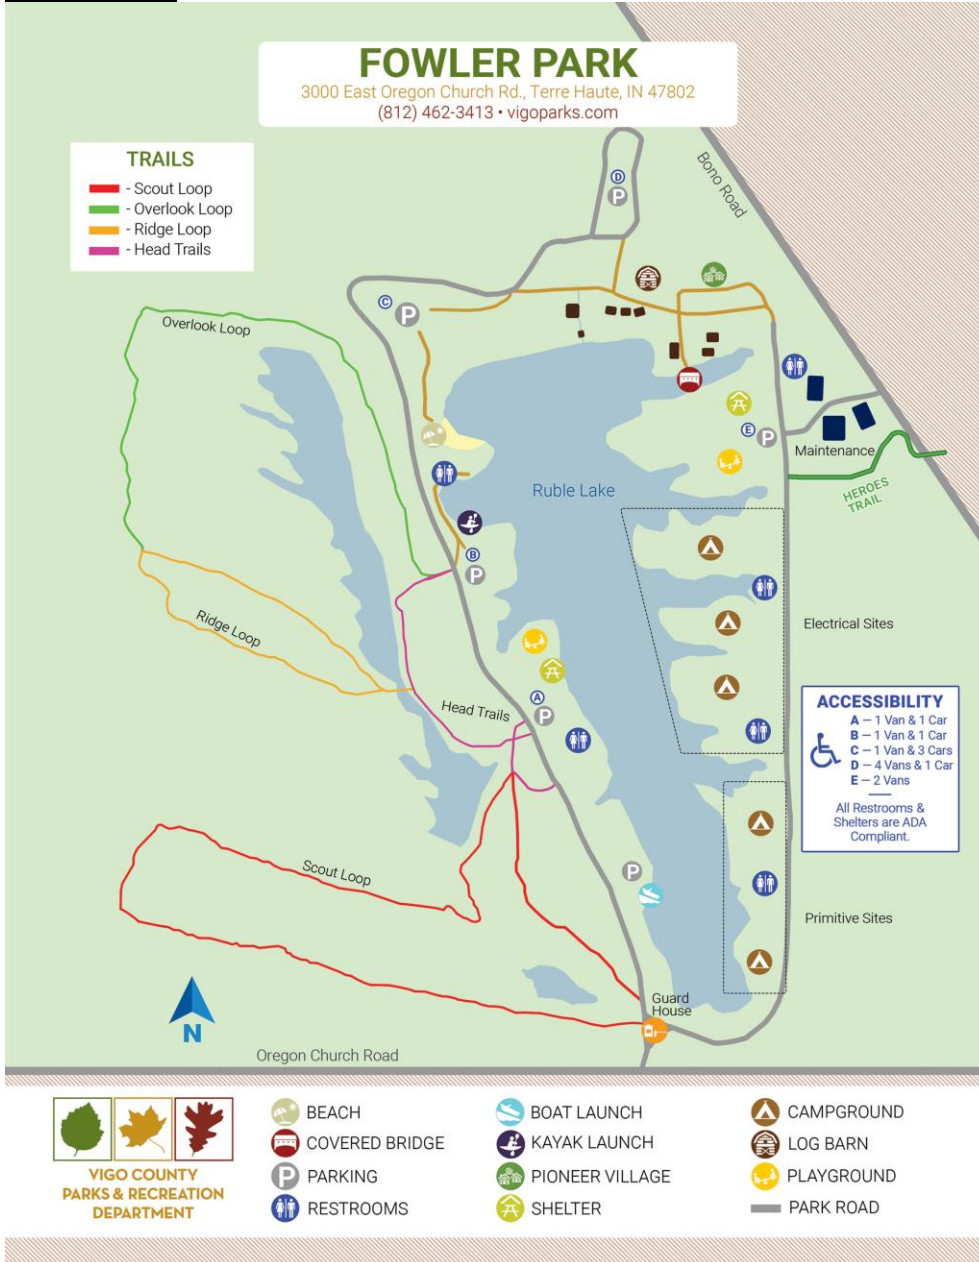 FOWLER PARK
3000 East Oregon Church Rd., Terre Haute, IN 47802
(812) 462-3413 • vigoparks.com
TRAILS
- Scout Loop
- Overlook Loop
- Ridge Loop
- Head Trails
Bono Road
D
P
C
P
Overlook Loop
E
P
Maintenance
HEROES
TRAIL
Ruble Lake
B
P
Ridge Loop
Electrical Sites
A
P
Head Trails
ACCESSIBILITY
A – 1 Van & 1 Car
B – 1 Van & 1 Car
C – 1 Van & 3 Cars
D – 4 Vans & 1 Car
E – 2 Vans
All Restrooms &
Shelters are ADA
Compliant.
Scout Loop
P
Primitive Sites
Guard
House
N
Oregon Church Road
VIGO COUNTY
PARKS & RECREATION
DEPARTMENT
BEACH
COVERED BRIDGE
P PARKING
RESTROOMS
BOAT LAUNCH
KAYAK LAUNCH
PIONEER VILLAGE
SHELTER
CAMPGROUND
LOG BARN
PLAYGROUND
PARK ROAD